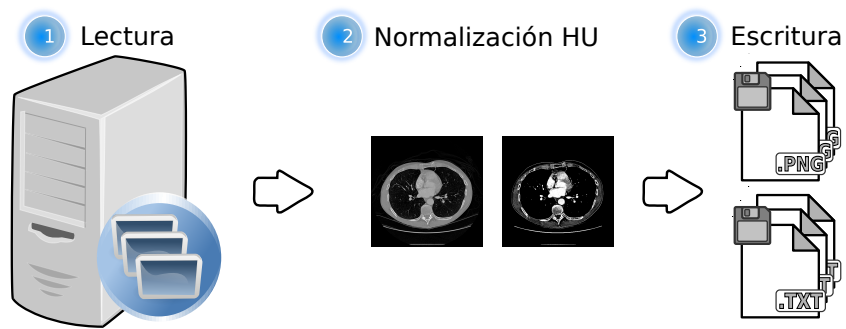 1 Lectura
2 Normalización HU
3 Escritura
G
G
.PNG
T
T
.TXT